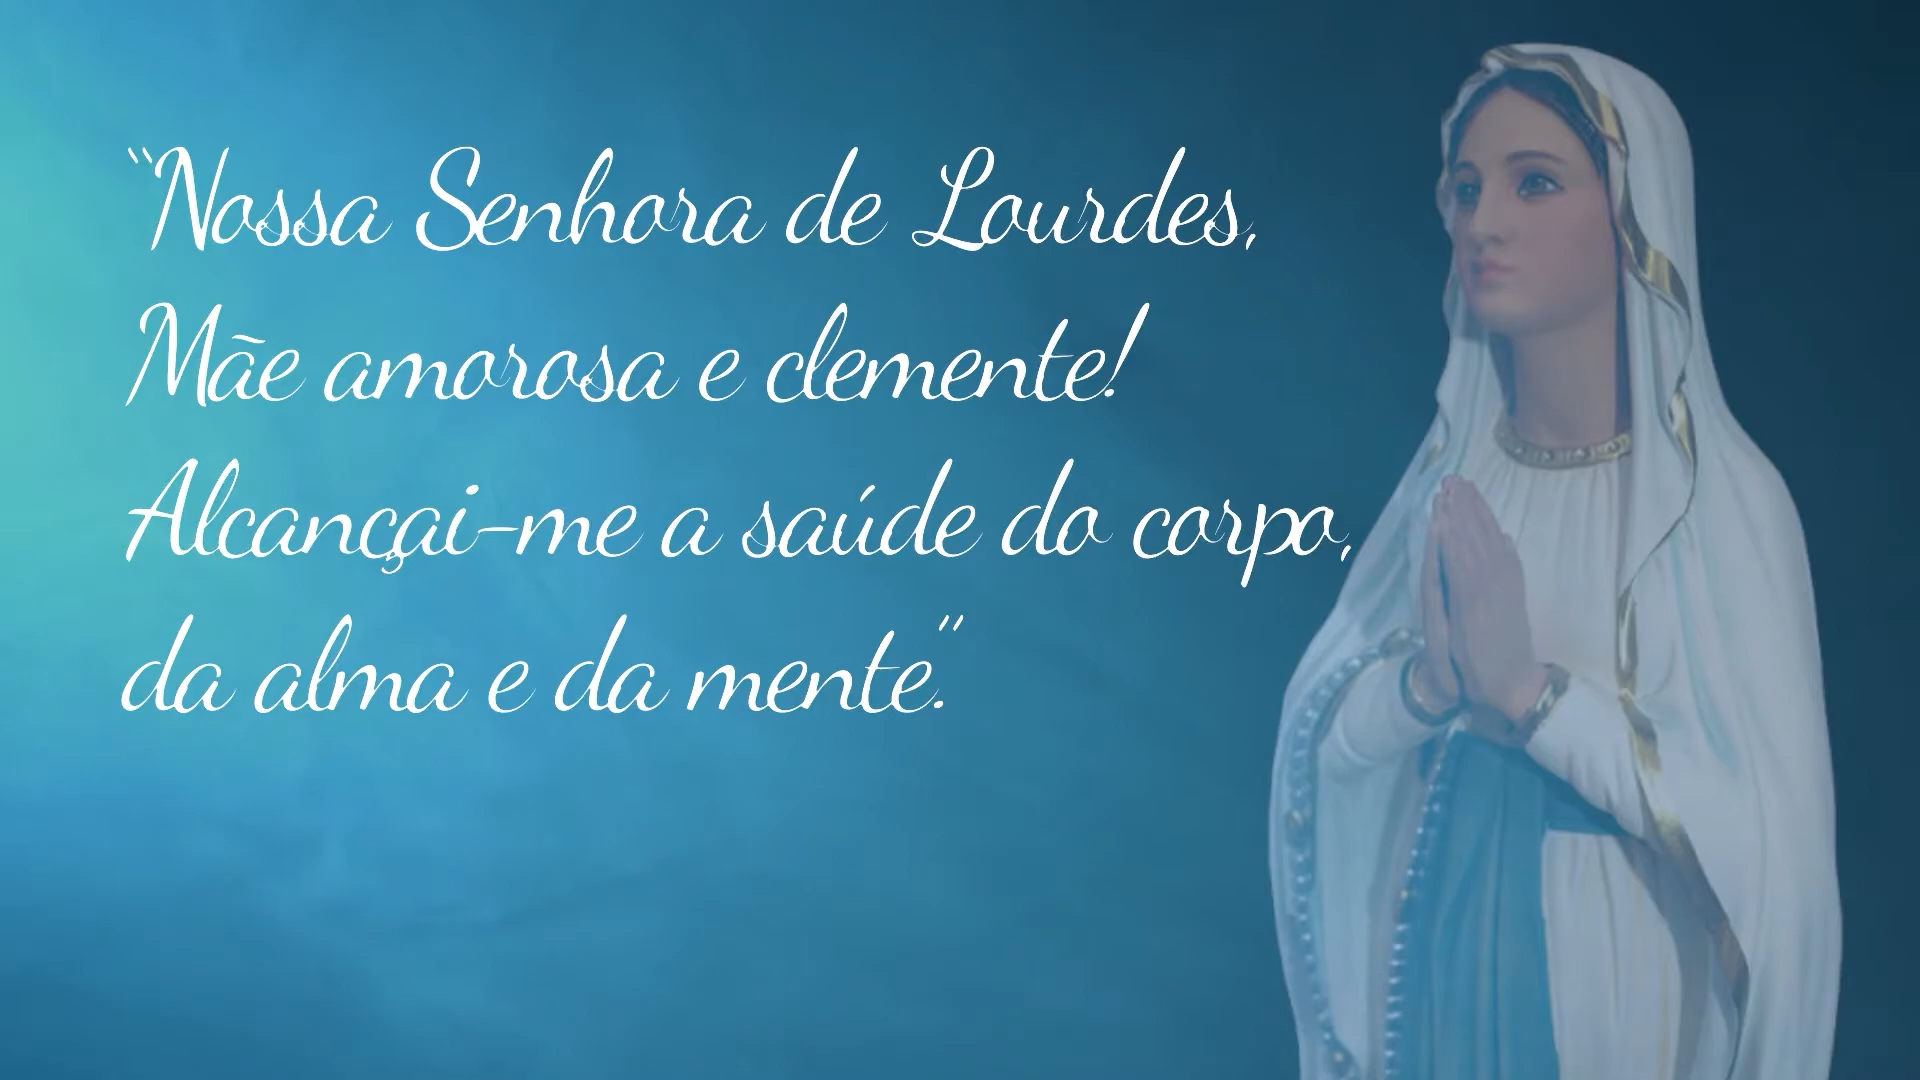 “Nossa Senhora de Lourdes,
Mãe amorosa e clemente!
Alcançai-me a saúde do corpo,
da alma e da mente.”